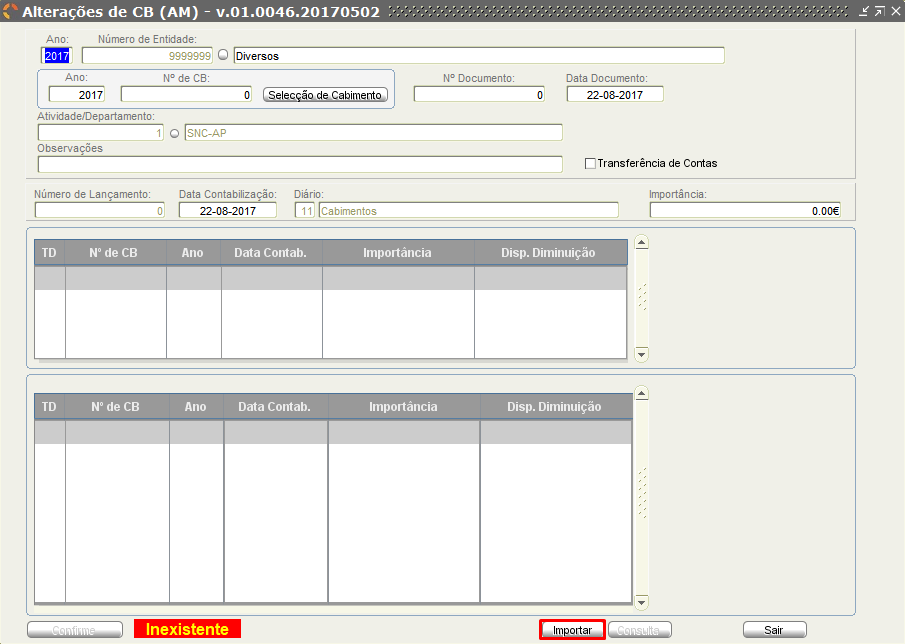 Alterações de CB (AM) - v.01.0046.20170502
Ano: Número de Entidade:
2017 9999999 Diversos
Ano: Nº de CB: Nº Documento: Data Documento:
2017 0 Selecção de Cabimento 0 22-08-2017
Atividade/Departamento:
1 SNC-AP
Observações
Transferência de Contas
Número de Lançamento: Data Contabilização: Diário: Importância:
0 22-08-2017 11 Cabimentos 0.00€
TD Nº de CB Ano Data Contab. Importância Disp. Diminuição
TD Nº de CB Ano Data Contab. Importância Disp. Diminuição
Confirme Inexistente Importar Consulta Sair